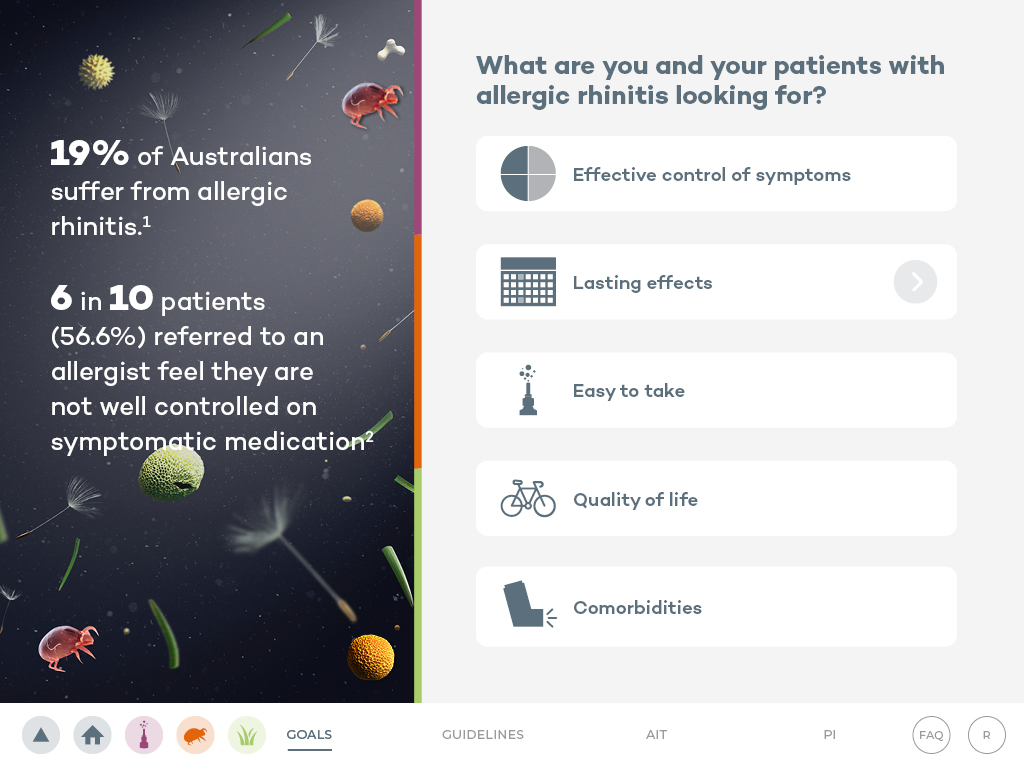 19% of Australians
suffer from allergic
rhinitis.¹
6 in 10 patients
(56.6%) referred to an
allergist feel they are
not well controlled on
symptomatic medication²
What are you and your patients with
allergic rhinitis looking for?
Effective control of symptoms
Lasting effects
Easy to take
Quality of life
Comorbidities
GOALS
GUIDELINES
AIT
PI
FAQ
R